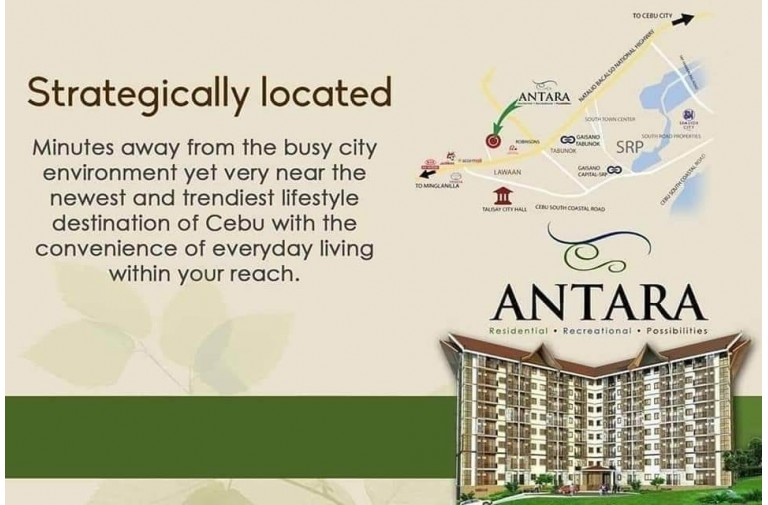 Strategically located
Minutes away from the busy city
environment yet very near the
newest and trendiest lifestyle
destination of Cebu with the
convenience of everyday living
within your reach.
TO CEBU CITY
NATALIO BACALSO NATIONAL HIGHWAY
ANTARA
SOUTH TOWN CENTER
ROBINSONS
GAISANO
TABUNOK
TABUNOK
SRP
SOUTH ROAD PROPERTIES
SM
SEASIDE
CITY
GAISANO
CAPITAL-SRP
LAWAAN
TO MINGLANILLA
TALISAY CITY HALL
CEBU SOUTH COASTAL ROAD
CEBU SOUTH COASTAL ROAD
ANTARA
Residential • Recreational • Possibilities